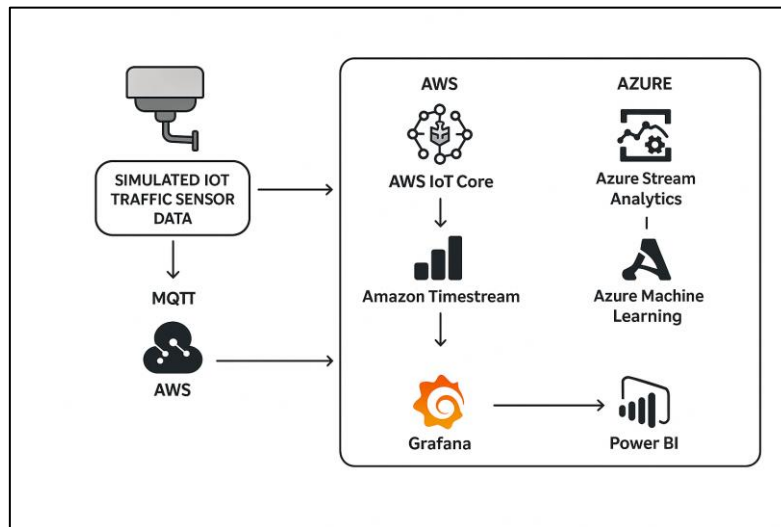 SIMULATED IOT
TRAFFIC SENSOR
DATA
MQTT
AWS
AWS
AWS IoT Core
Amazon Timestream
Grafana
AZURE
Azure Stream
Analytics
Azure Machine
Learning
Power BI